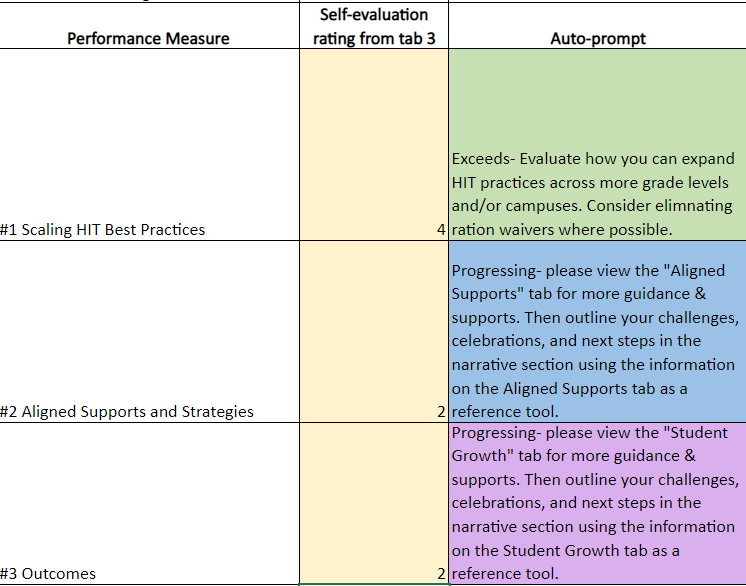 Performance Measure
Self-evaluation
rating from tab 3
Auto-prompt
#1 Scaling HIT Best Practices
4
Exceeds- Evaluate how you can expand
HIT practices across more grade levels
and/or campuses. Consider elimnating
ration waivers where possible.
#2 Aligned Supports and Strategies
2
Progressing- please view the "Aligned
Supports" tab for more guidance &
supports. Then outline your challenges,
celebrations, and next steps in the
narrative section using the information
on the Aligned Supports tab as a
reference tool.
#3 Outcomes
2
Progressing- please view the "Student
Growth" tab for more guidance &
supports. Then outline your challenges,
celebrations, and next steps in the
narrative section using the information
on the Student Growth tab as a
reference tool.